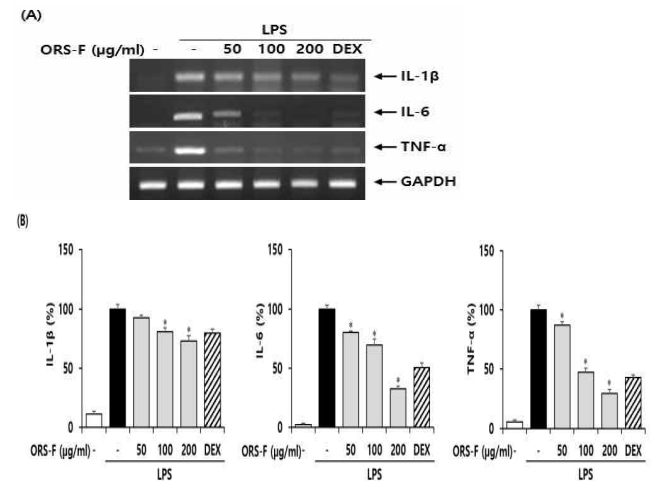 (A)
LPS
ORS-F (µg/ml) - - 50 100 200 DEX
IL-1β
IL-6
TNF-α
GAPDH
(B)
150
100
50
0
IL-1β (%)
* *
ORS-F (µg/ml) - - 50 100 200 DEX
LPS
150
100
50
0
IL-6 (%)
* * *
ORS-F (µg/ml) - - 50 100 200 DEX
LPS
150
100
50
0
TNF-α (%)
* * *
ORS-F (µg/ml) - - 50 100 200 DEX
LPS